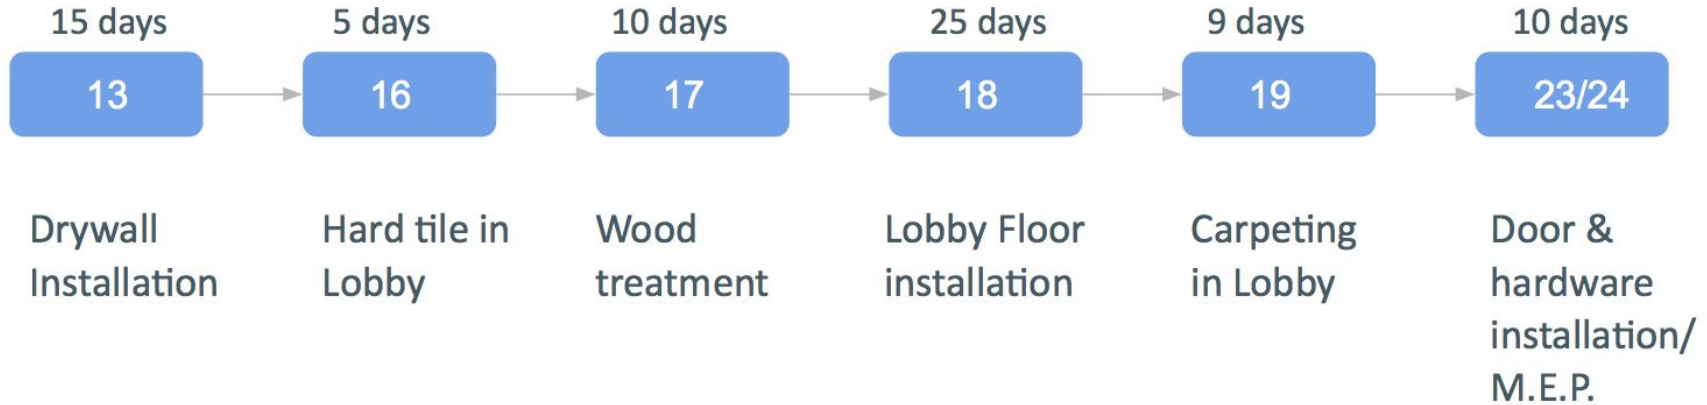 15 days
5 days
10 days
25 days
9 days
10 days
13
16
17
18
19
23/24
Drywall
Installation
Hard tile in
Lobby
Wood
treatment
Lobby Floor
installation
Carpeting
in Lobby
Door &
hardware
installation/
M.E.P.